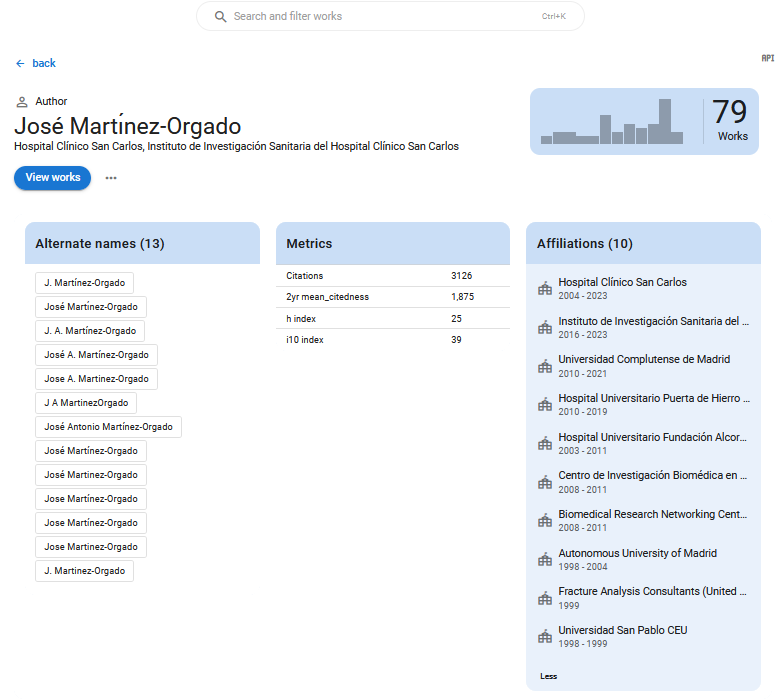 Search and filter works
Ctrl+K
back
API
Author
José Martínez-Orgado
Hospital Clínico San Carlos, Instituto de Investigación Sanitaria del Hospital Clínico San Carlos
79
Works
View works
Alternate names (13)
J. Martínez-Orgado
José Martínez-Orgado
J. A. Martínez-Orgado
José A. Martínez-Orgado
Jose A. Martinez-Orgado
J A MartinezOrgado
José Antonio Martínez-Orgado
José Martínez-Orgado
José Martinez-Orgado
Jose Martínez-Orgado
Jose Martínez-Orgado
Jose Martinez-Orgado
J. Martinez-Orgado
Metrics
Citations 3126
2yr mean_citedness 1,875
h index 25
i10 index 39
Affiliations (10)
Hospital Clínico San Carlos
2004 - 2023
Instituto de Investigación Sanitaria del ...
2016 - 2023
Universidad Complutense de Madrid
2010 - 2021
Hospital Universitario Puerta de Hierro ...
2010 - 2019
Hospital Universitario Fundación Alcor...
2003 - 2011
Centro de Investigación Biomédica en ...
2008 - 2011
Biomedical Research Networking Cent...
2008 - 2011
Autonomous University of Madrid
1998 - 2004
Fracture Analysis Consultants (United ...
1999
Universidad San Pablo CEU
1998 - 1999
Less